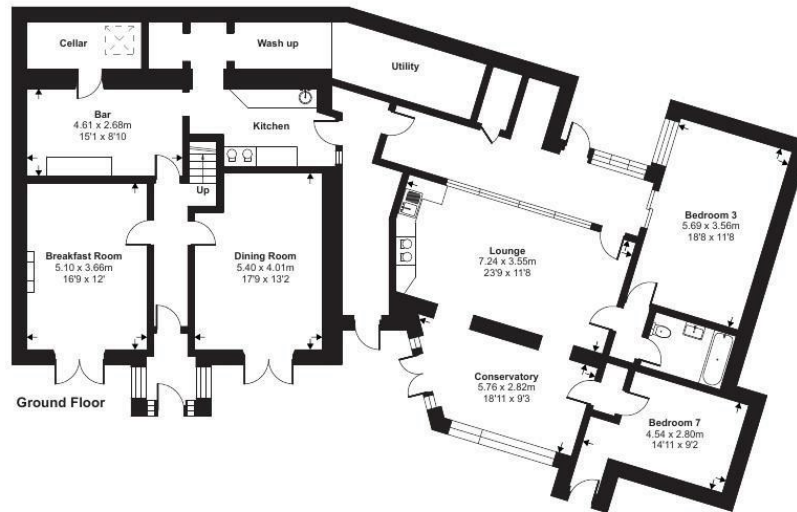 Cellar
Wash up
Utility
Bar
4.61 x 2.68m
15'1 x 8'10
Kitchen
Up
Bedroom 3
5.69 x 3.56m
18'8 x 11'8
Breakfast Room
5.10 x 3.66m
16'9 x 12'
Dining Room
5.40 x 4.01m
17'9 x 13'2
Lounge
7.24 x 3.55m
23'9 x 11'8
Conservatory
5.76 x 2.82m
18'11 x 9'3
Bedroom 7
4.54 x 2.80m
14'11 x 9'2
Ground Floor